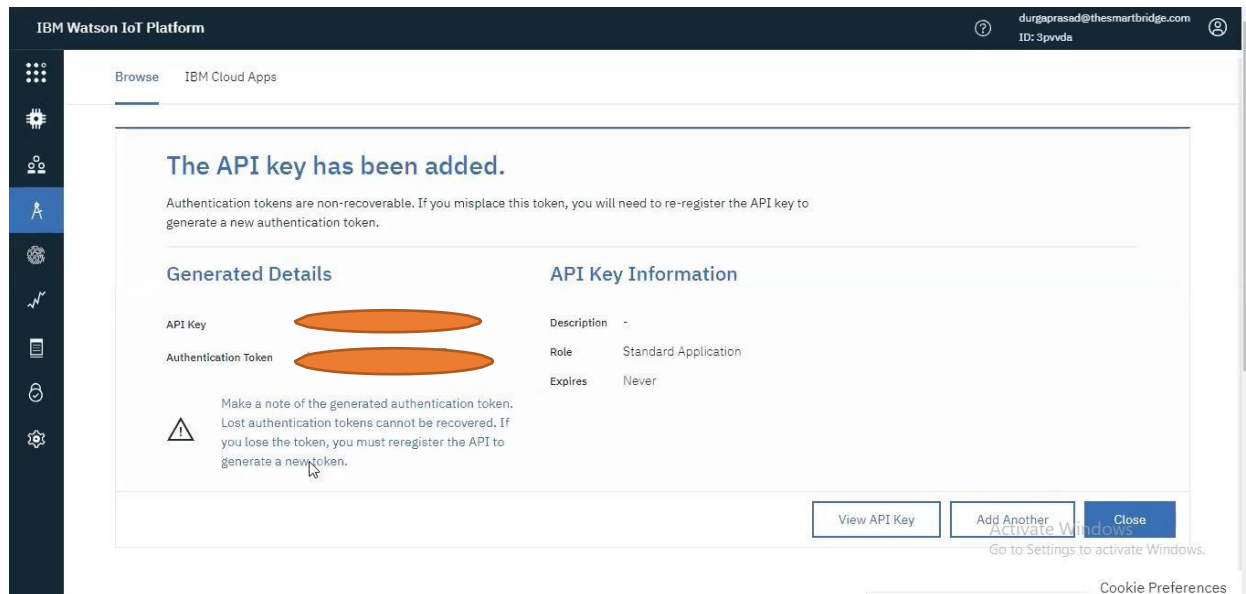 IBM Watson IoT Platform
durgaprasad@thesmartbridge.com
ID: 3pvvda
Browse IBM Cloud Apps
The API key has been added.
Authentication tokens are non-recoverable. If you misplace this token, you will need to re-register the API key to
generate a new authentication token.
Generated Details
API Key
Authentication Token
Make a note of the generated authentication token.
Lost authentication tokens cannot be recovered. If
you lose the token, you must reregister the API to
generate a new token.
API Key Information
Description -
Role Standard Application
Expires Never
View API Key Add Another Close
Activate Windows
Go to Settings to activate Windows.
Cookie Preferences